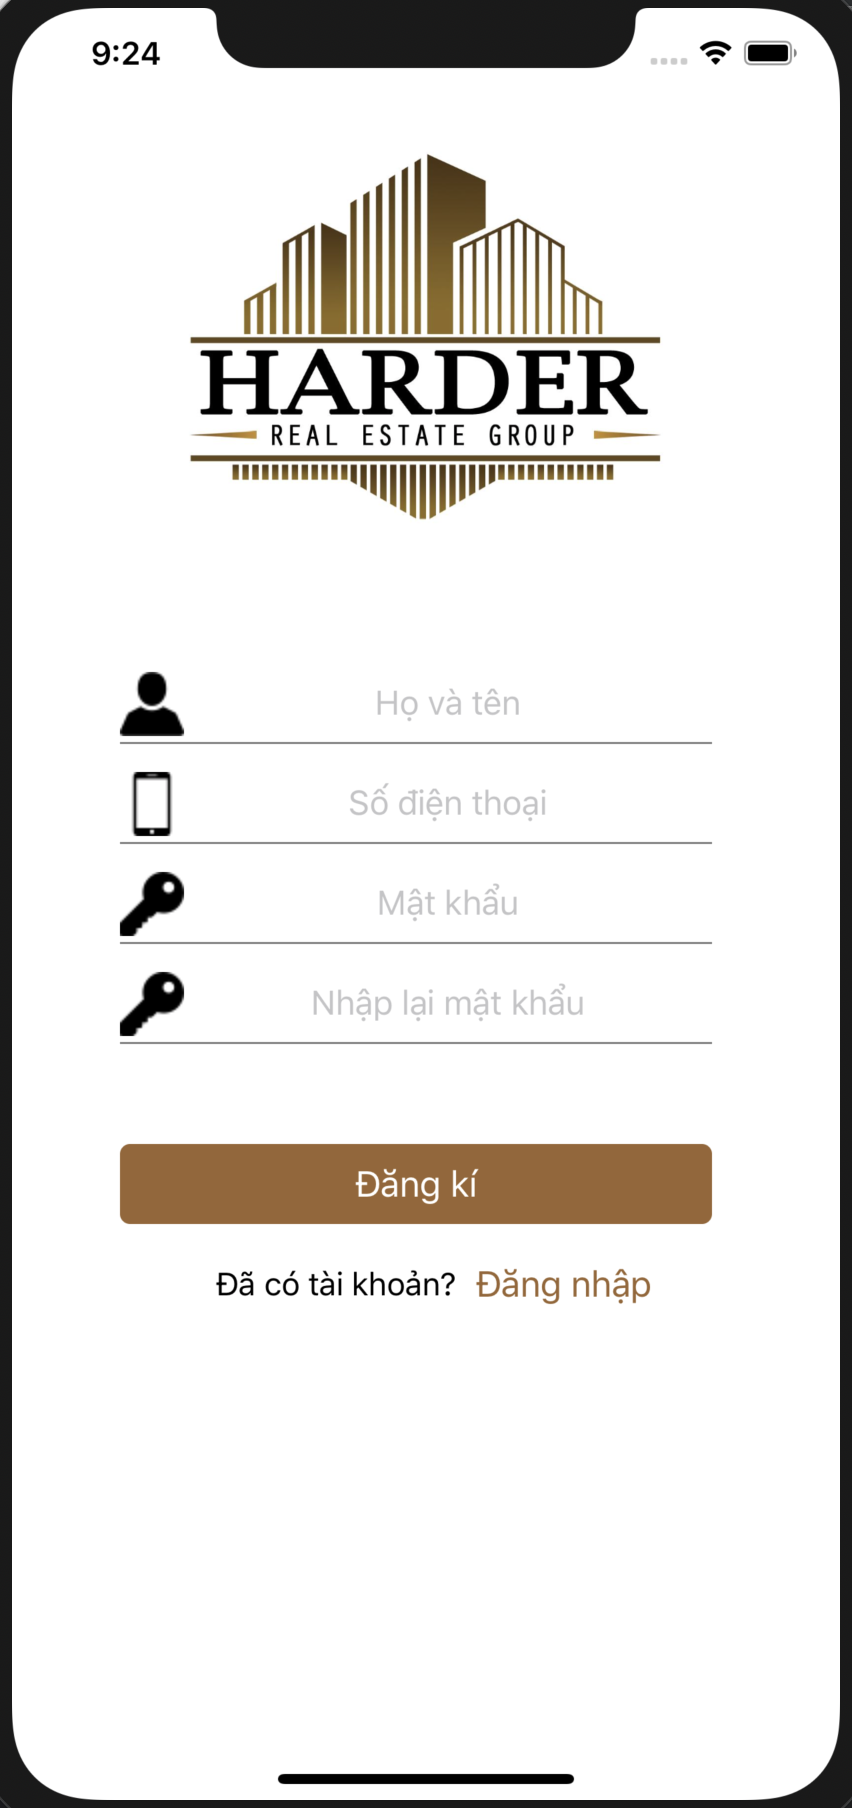 9:24
HARDER
REAL ESTATE GROUP
Họ và tên
Số điện thoại
Mật khẩu
Nhập lại mật khẩu
Đăng kí
Đã có tài khoản? Đăng nhập